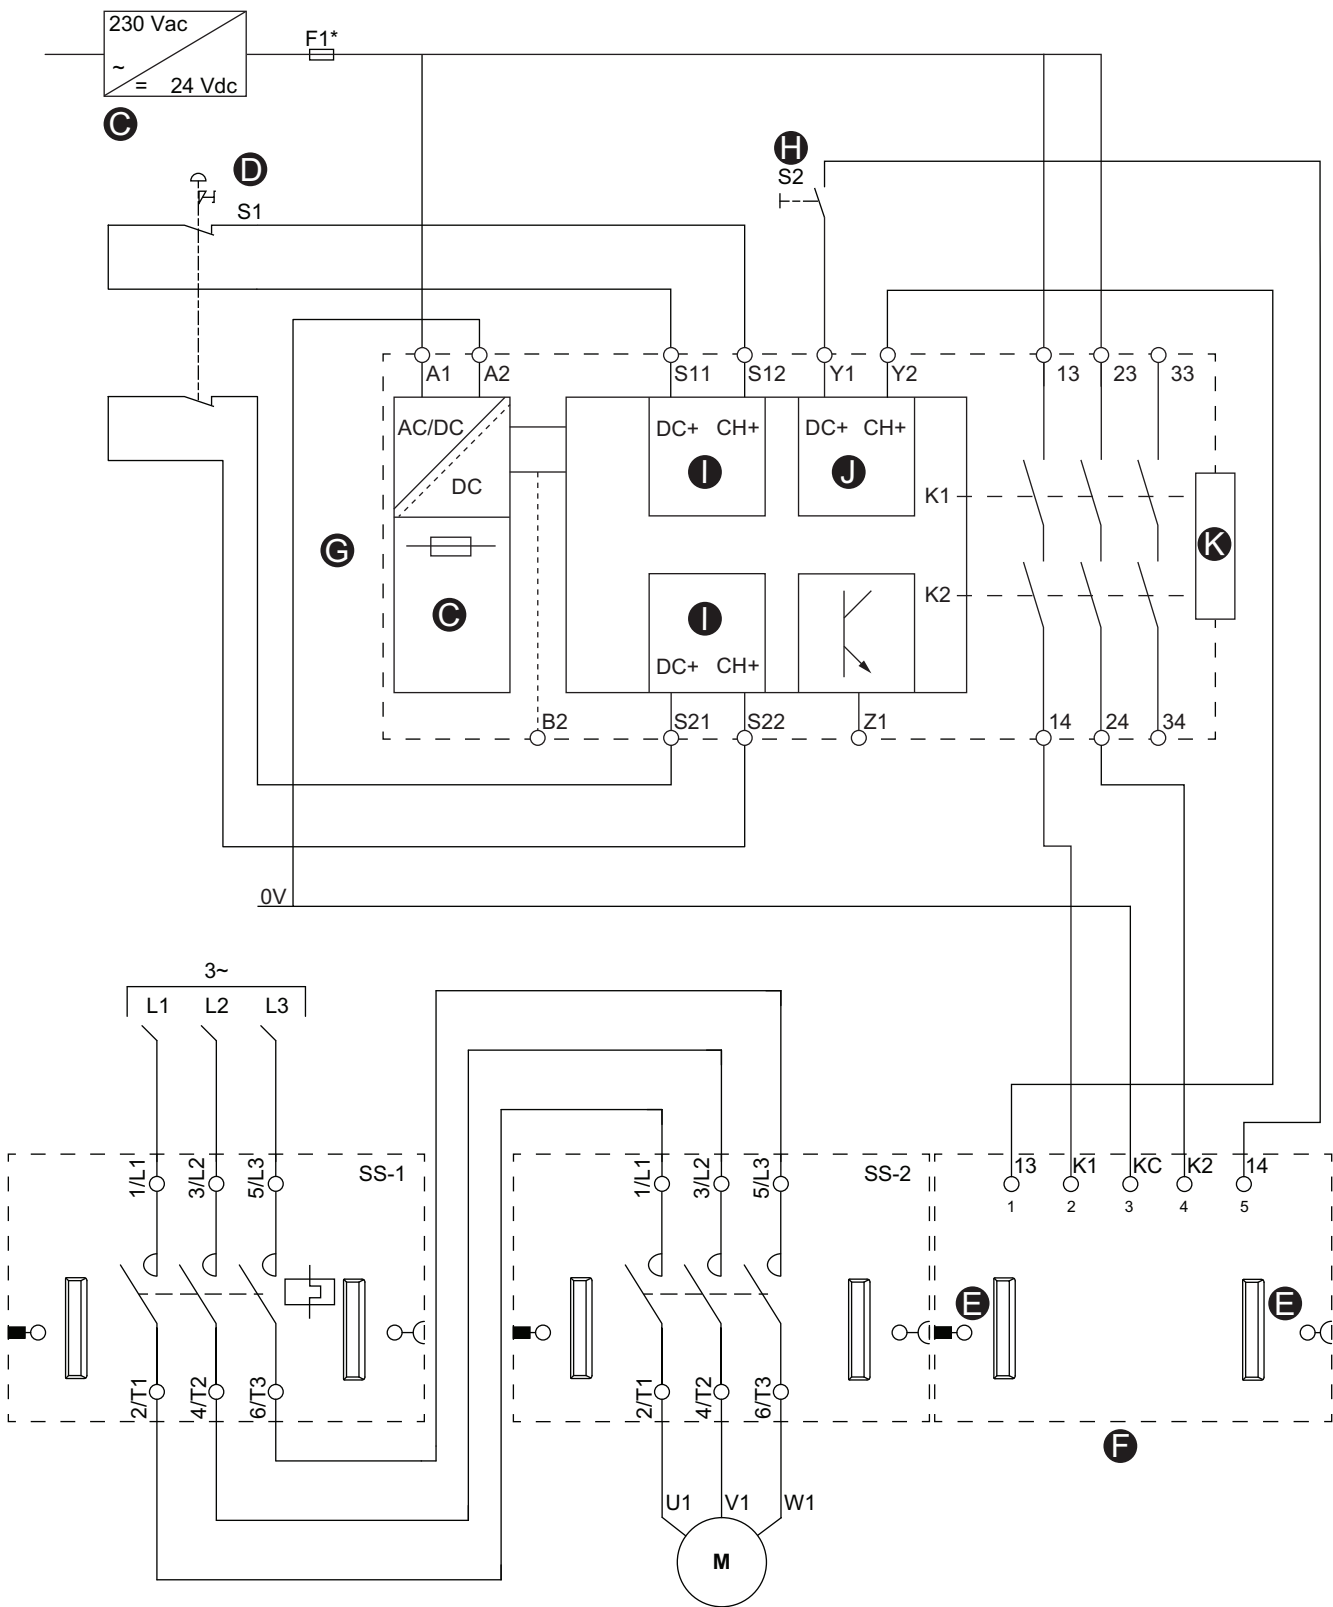 230 Vac
~
= 24 Vdc
F1*
C
D
S1
H
S2
A1 A2 S11 S12 Y1 Y2 13 23 33
AC/DC
DC
DC+ CH+
I
DC+ CH+
J
K1
G
K
C
I
DC+ CH+
K2
B2 S21 S22 Z1 14 24 34
0V
3~
L1 L2 L3
1/L1 3/L2 5/L3 SS-1
1/L1 3/L2 5/L3 SS-2
13 K1 KC K2 14
1 2 3 4 5
E
E
2/T1 4/T2 6/T3
2/T1 4/T2 6/T3
F
U1 V1 W1
M